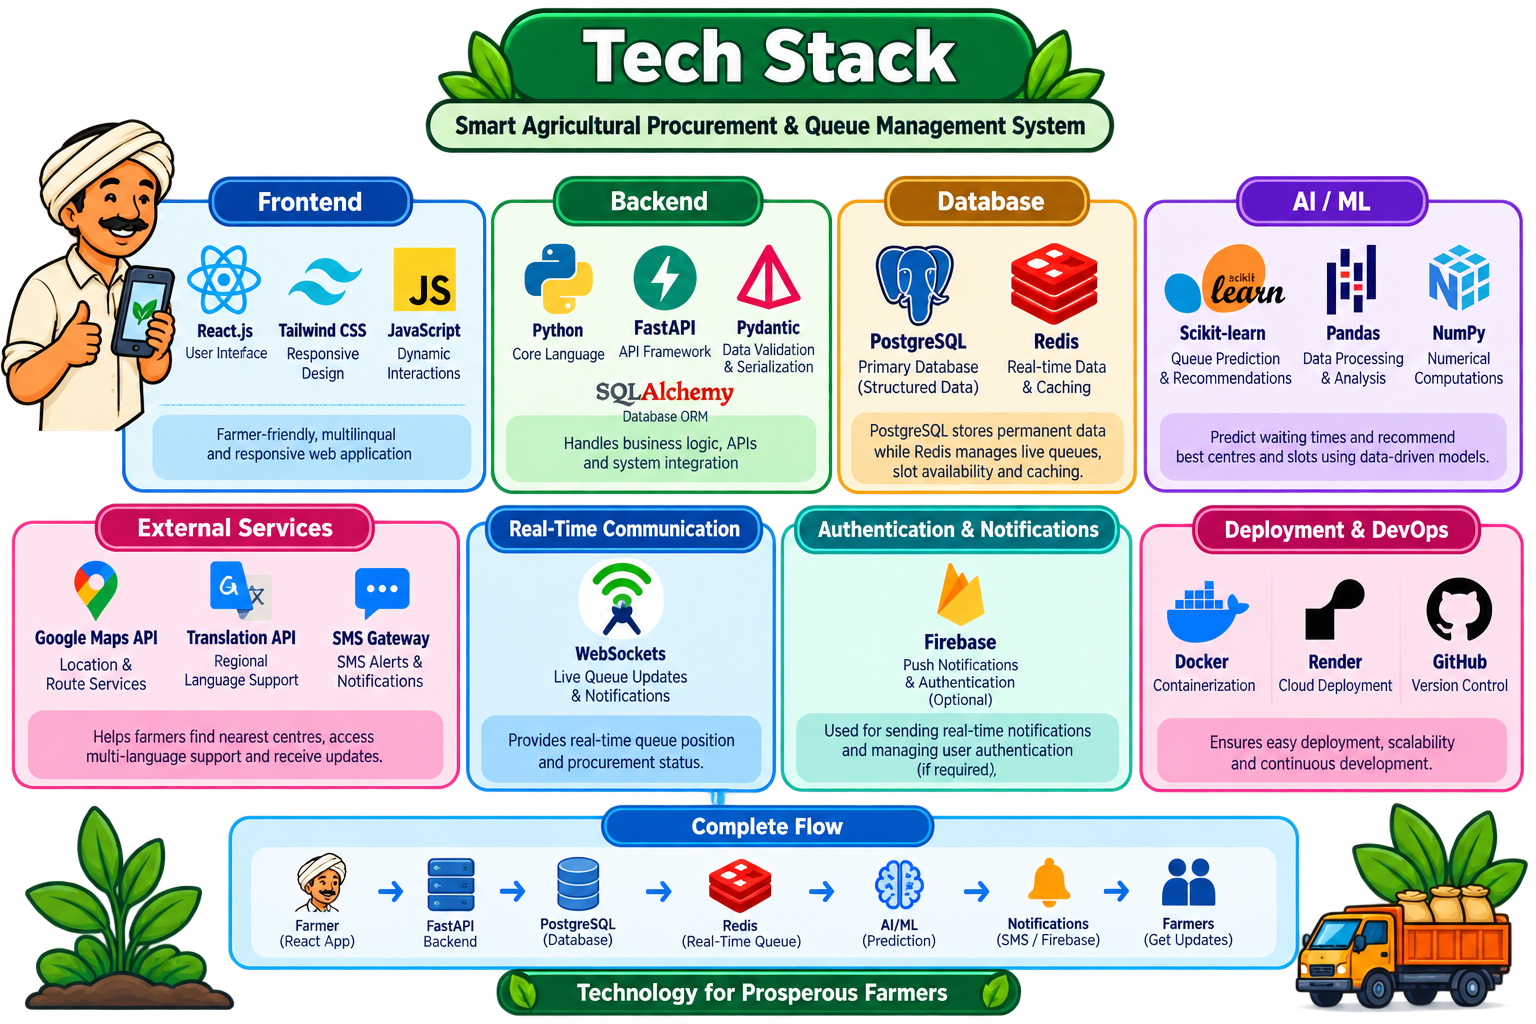 Tech Stack
Smart Agricultural Procurement & Queue Management System
Frontend
React.js
User Inteface
Tailwind CSS
Responsive
Design
JS
JavaScript
Dynamic
Interactions
Farmer-friendly, multilinqual
and responsive web application
Backend
Python
Core Language
FastAPI
API Framework
Pydantic
Data Validation
& Serialization
SQLAlchemy
Database ORM
Handles business logic, APIs
and system integration
Database
PostgreSQL
Primary Database
(Structured Data)
Redis
Real-time Data
& Caching
PostgreSQL stores permanent data
while Redis manages live queues,
slot availability and caching.
AI / ML
scikit
learn
Scikit-learn
Queue Prediction
& Recommendations
Pandas
Data Processing
& Analysis
N
NumPy
Numerical
Computations
Predict waiting times and recommend
best centres and slots using data-driven models.
External Services
Google Maps API
Location &
Route Services
G
文
Translation API
Regional
Language Support
SMS Gateway
SMS Alerts &
Notifications
Helps farmers find nearest centres, access
multi-language support and receive updates.
Real-Time Communication
WebSockets
Live Queue Updates
& Notifications
Provides real-time queue position
and procurement status.
Authentication & Notifications
Firebase
Push Notifications
& Authentication
(Optional)
Used for sending real-time notifications
and managing user authentication
(if required),
Deployment & DevOps
Docker
Containerization
Render
Cloud Deployment
GitHub
Version Control
Ensures easy deployment, scalability
and continuous development.
Complete Flow
Farmer
(React App)
FastAPI
Backend
PostgreSQL
(Database)
Redis
(Real-Time Queue)
AI/ML
(Prediction)
Notifications
(SMS / Firebase)
Farmers
(Get Updates)
Technology for Prosperous Farmers